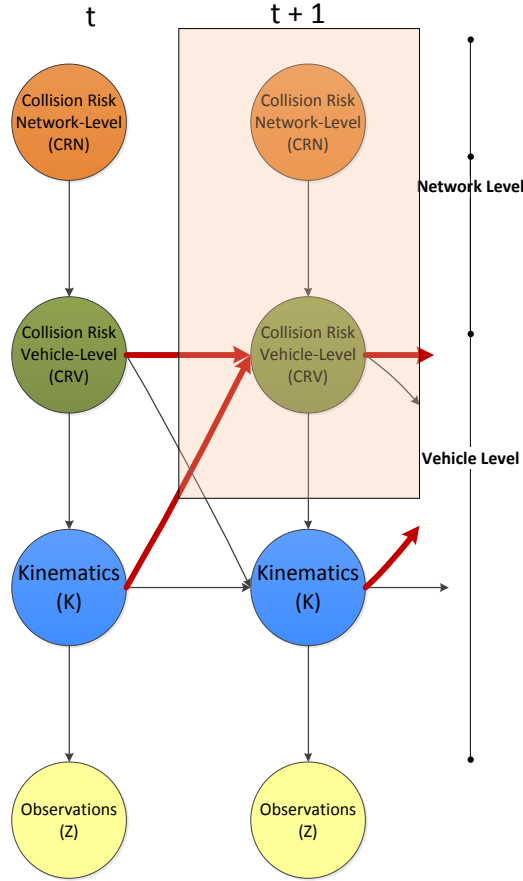 t
t + 1
Collision Risk
Network-Level
(CRN)
Collision Risk
Network-Level
(CRN)
Network Level
Collision Risk
Vehicle-Level
(CRV)
Collision Risk
Vehicle-Level
(CRV)
Vehicle Level
Kinematics
(K)
Kinematics
(K)
Observations
(Z)
Observations
(Z)